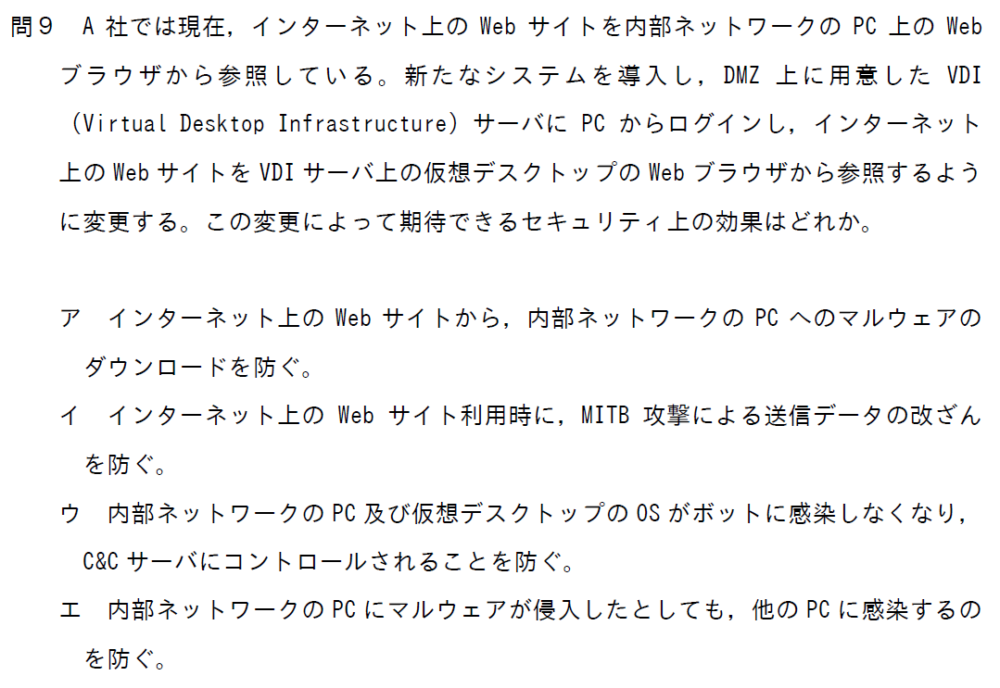 問9 A 社では現在，インターネット上の Web サイトを内部ネットワークの PC 上の Web
ブラウザから参照している。新たなシステムを導入し，DMZ 上に用意した VDI
（Virtual Desktop Infrastructure）サーバに PC からログインし，インターネット
上の Web サイトを VDI サーバ上の仮想デスクトップの Web ブラウザから参照するよう
に変更する。この変更によって期待できるセキュリティ上の効果はどれか。
ア インターネット上の Web サイトから，内部ネットワークの PC へのマルウェアの
ダウンロードを防ぐ。
イ インターネット上の Web サイト利用時に，MITB 攻撃による送信データの改ざん
を防ぐ。
ウ 内部ネットワークの PC 及び仮想デスクトップの OS がボットに感染しなくなり，
C&C サーバにコントロールされることを防ぐ。
エ 内部ネットワークの PC にマルウェアが侵入したとしても，他の PC に感染するの
を防ぐ。